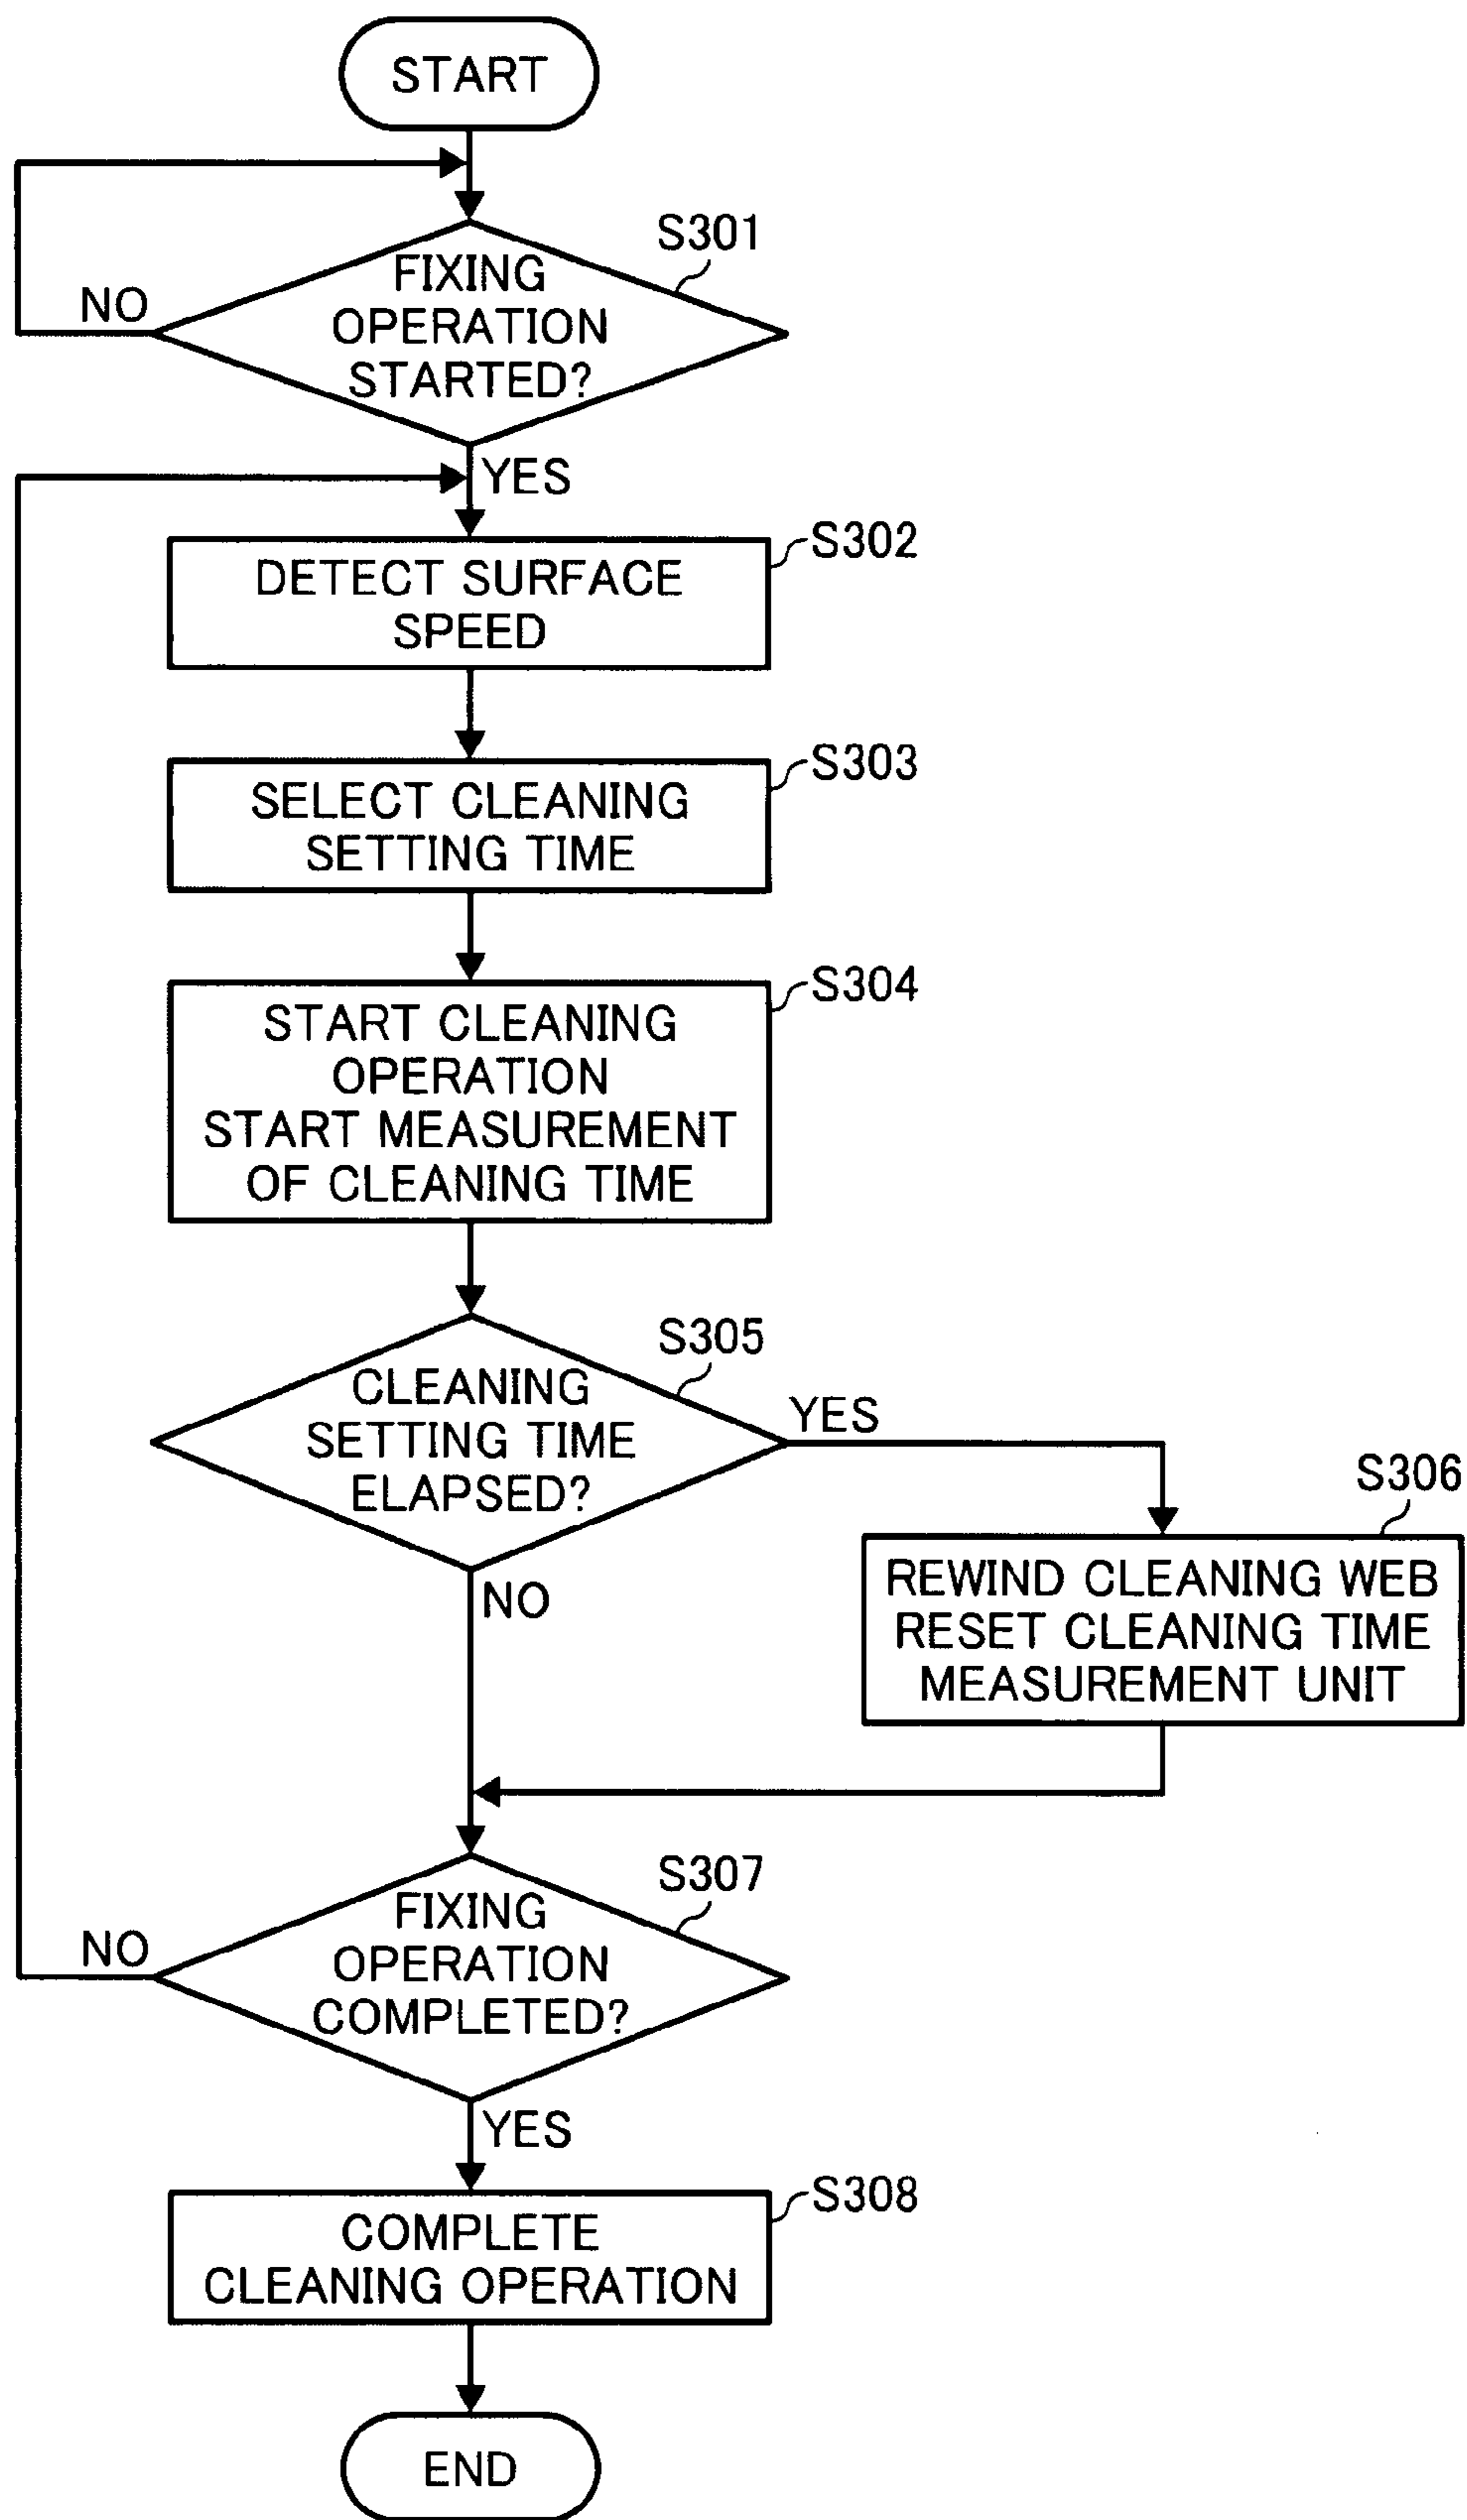 START
S301
FIXING
OPERATION
STARTED?
NO
YES
S302
DETECT SURFACE
SPEED
S303
SELECT CLEANING
SETTING TIME
S304
START CLEANING
OPERATION
START MEASUREMENT
OF CLEANING TIME
S305
CLEANING
SETTING TIME
ELAPSED?
YES
NO
S306
REWIND CLEANING WEB
RESET CLEANING TIME
MEASUREMENT UNIT
S307
FIXING
OPERATION
COMPLETED?
NO
YES
S308
COMPLETE
CLEANING OPERATION
END